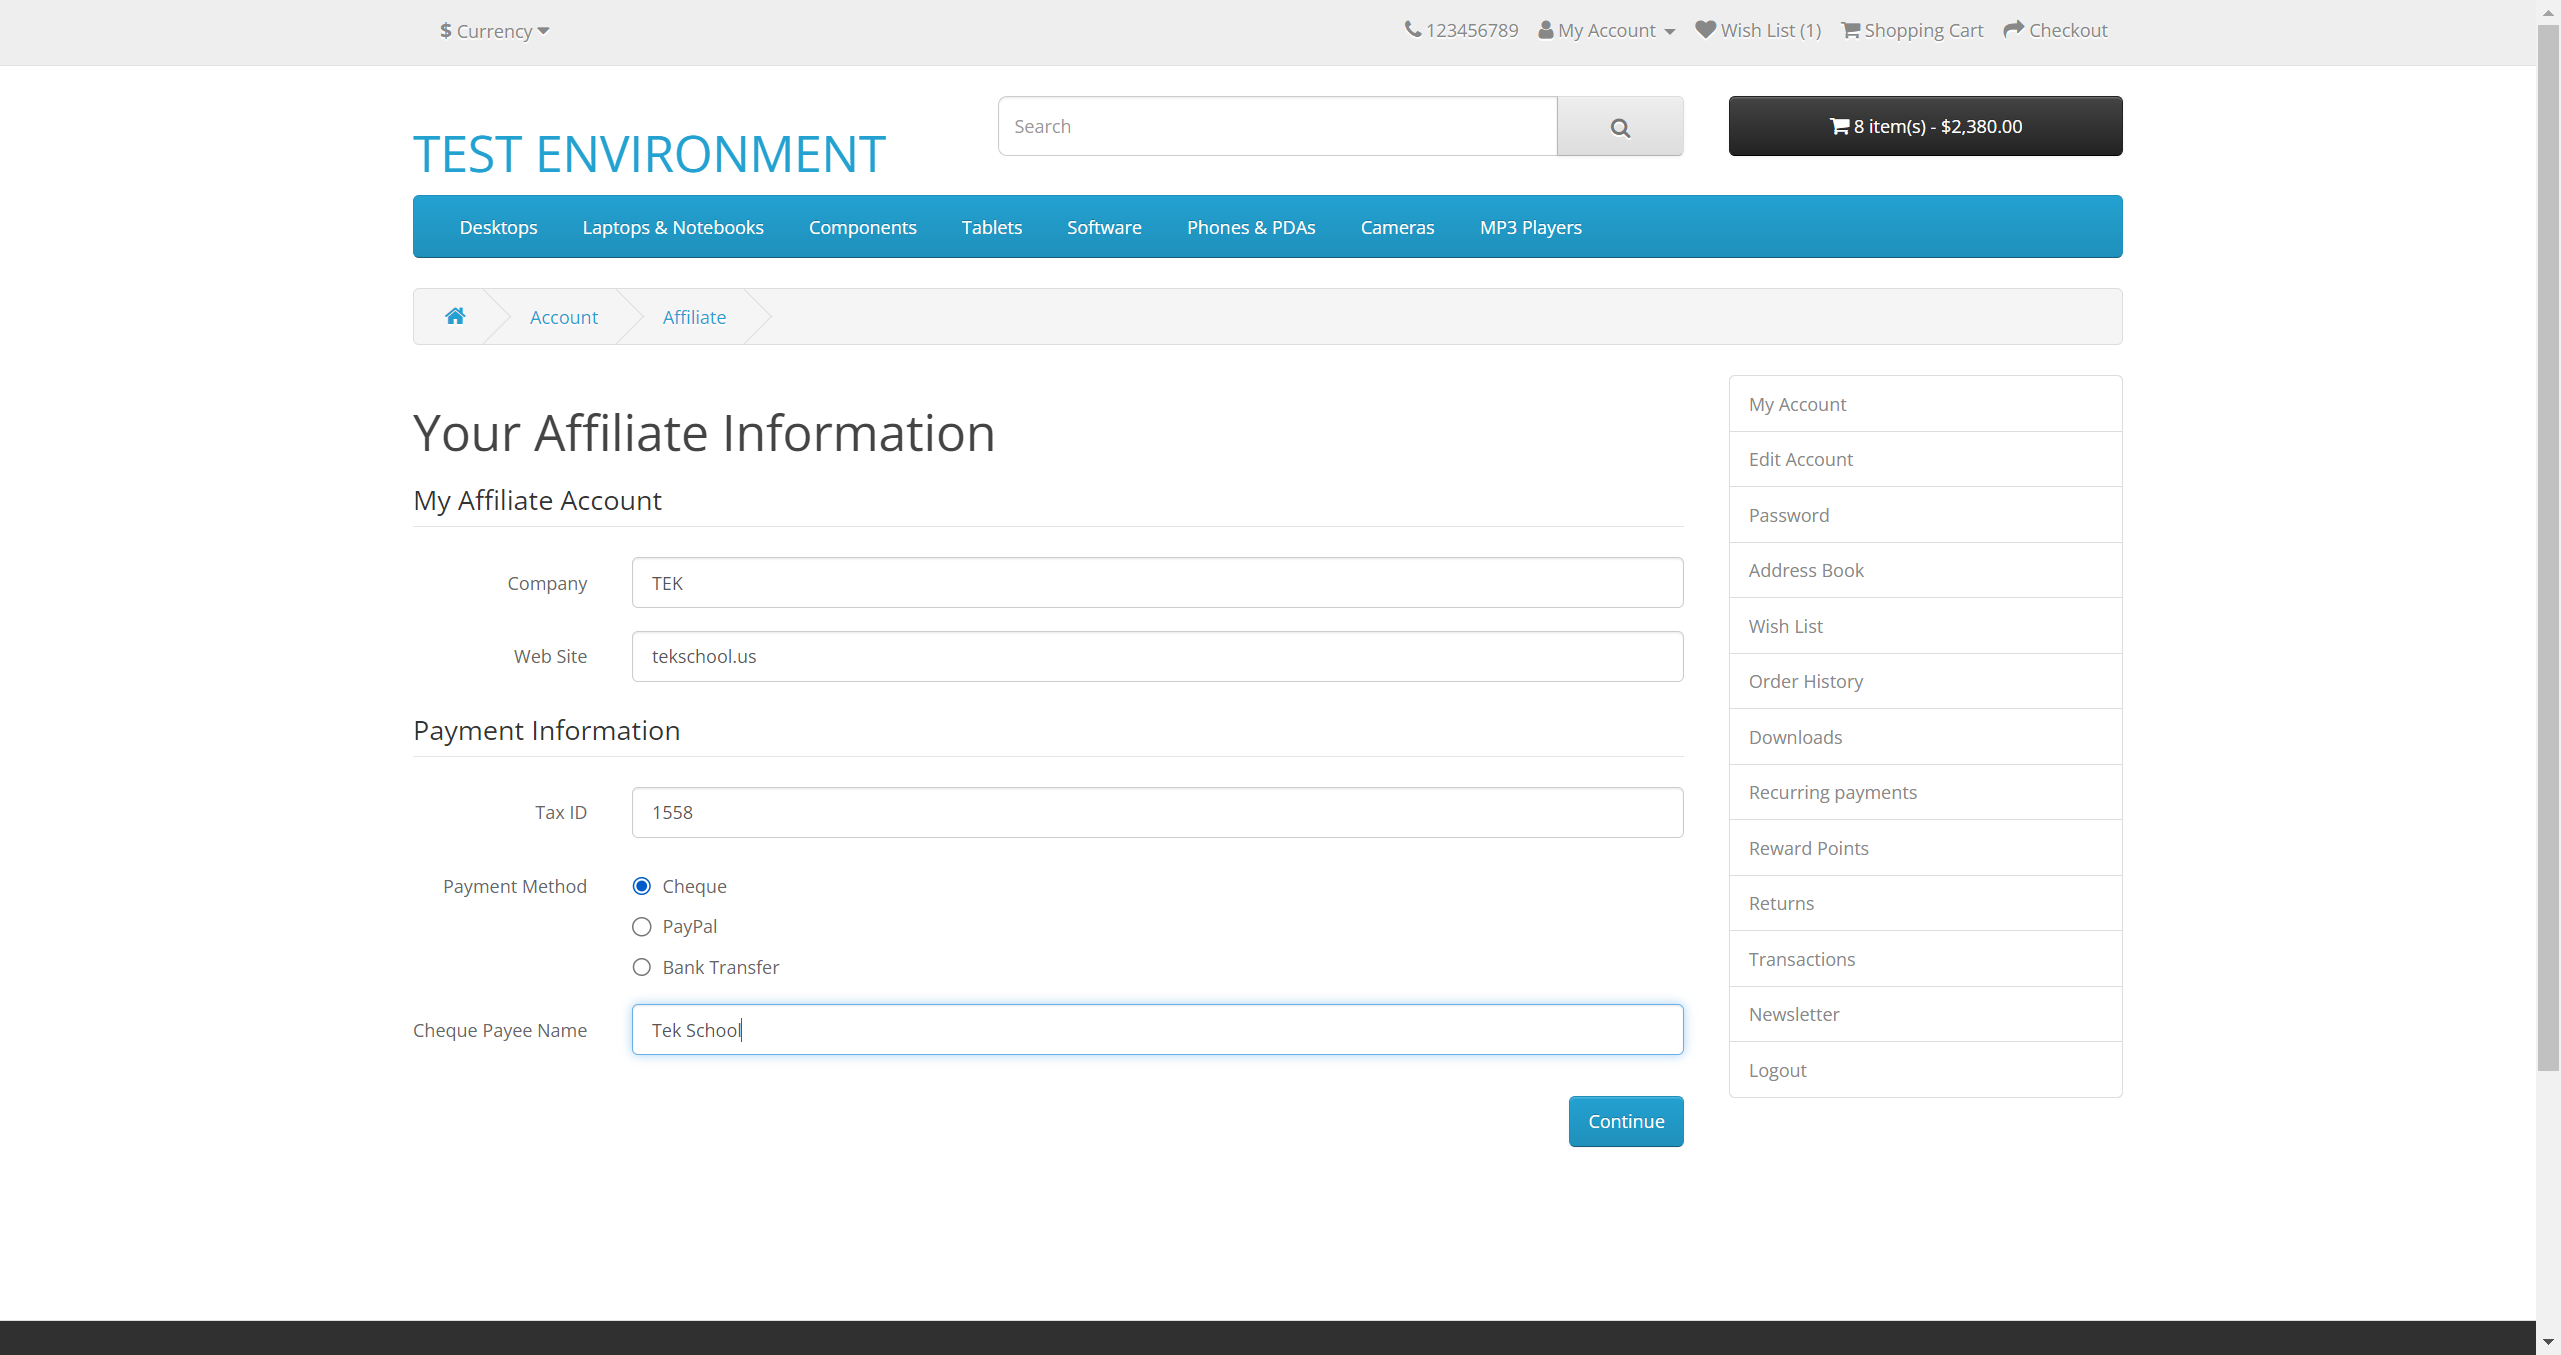 $ Currency
123456789 My Account Wish List (1) Shopping Cart Checkout
TEST ENVIRONMENT
Search
8 item(s) - $2,380.00
Desktops Laptops & Notebooks Components Tablets Software Phones & PDAs Cameras MP3 Players
Account Affiliate
Your Affiliate Information
My Affiliate Account
Company TEK
Web Site tekschool.us
Payment Information
Tax ID 1558
Payment Method Cheque
PayPal
Bank Transfer
Cheque Payee Name Tek School
Continue
My Account
Edit Account
Password
Address Book
Wish List
Order History
Downloads
Recurring payments
Reward Points
Returns
Transactions
Newsletter
Logout